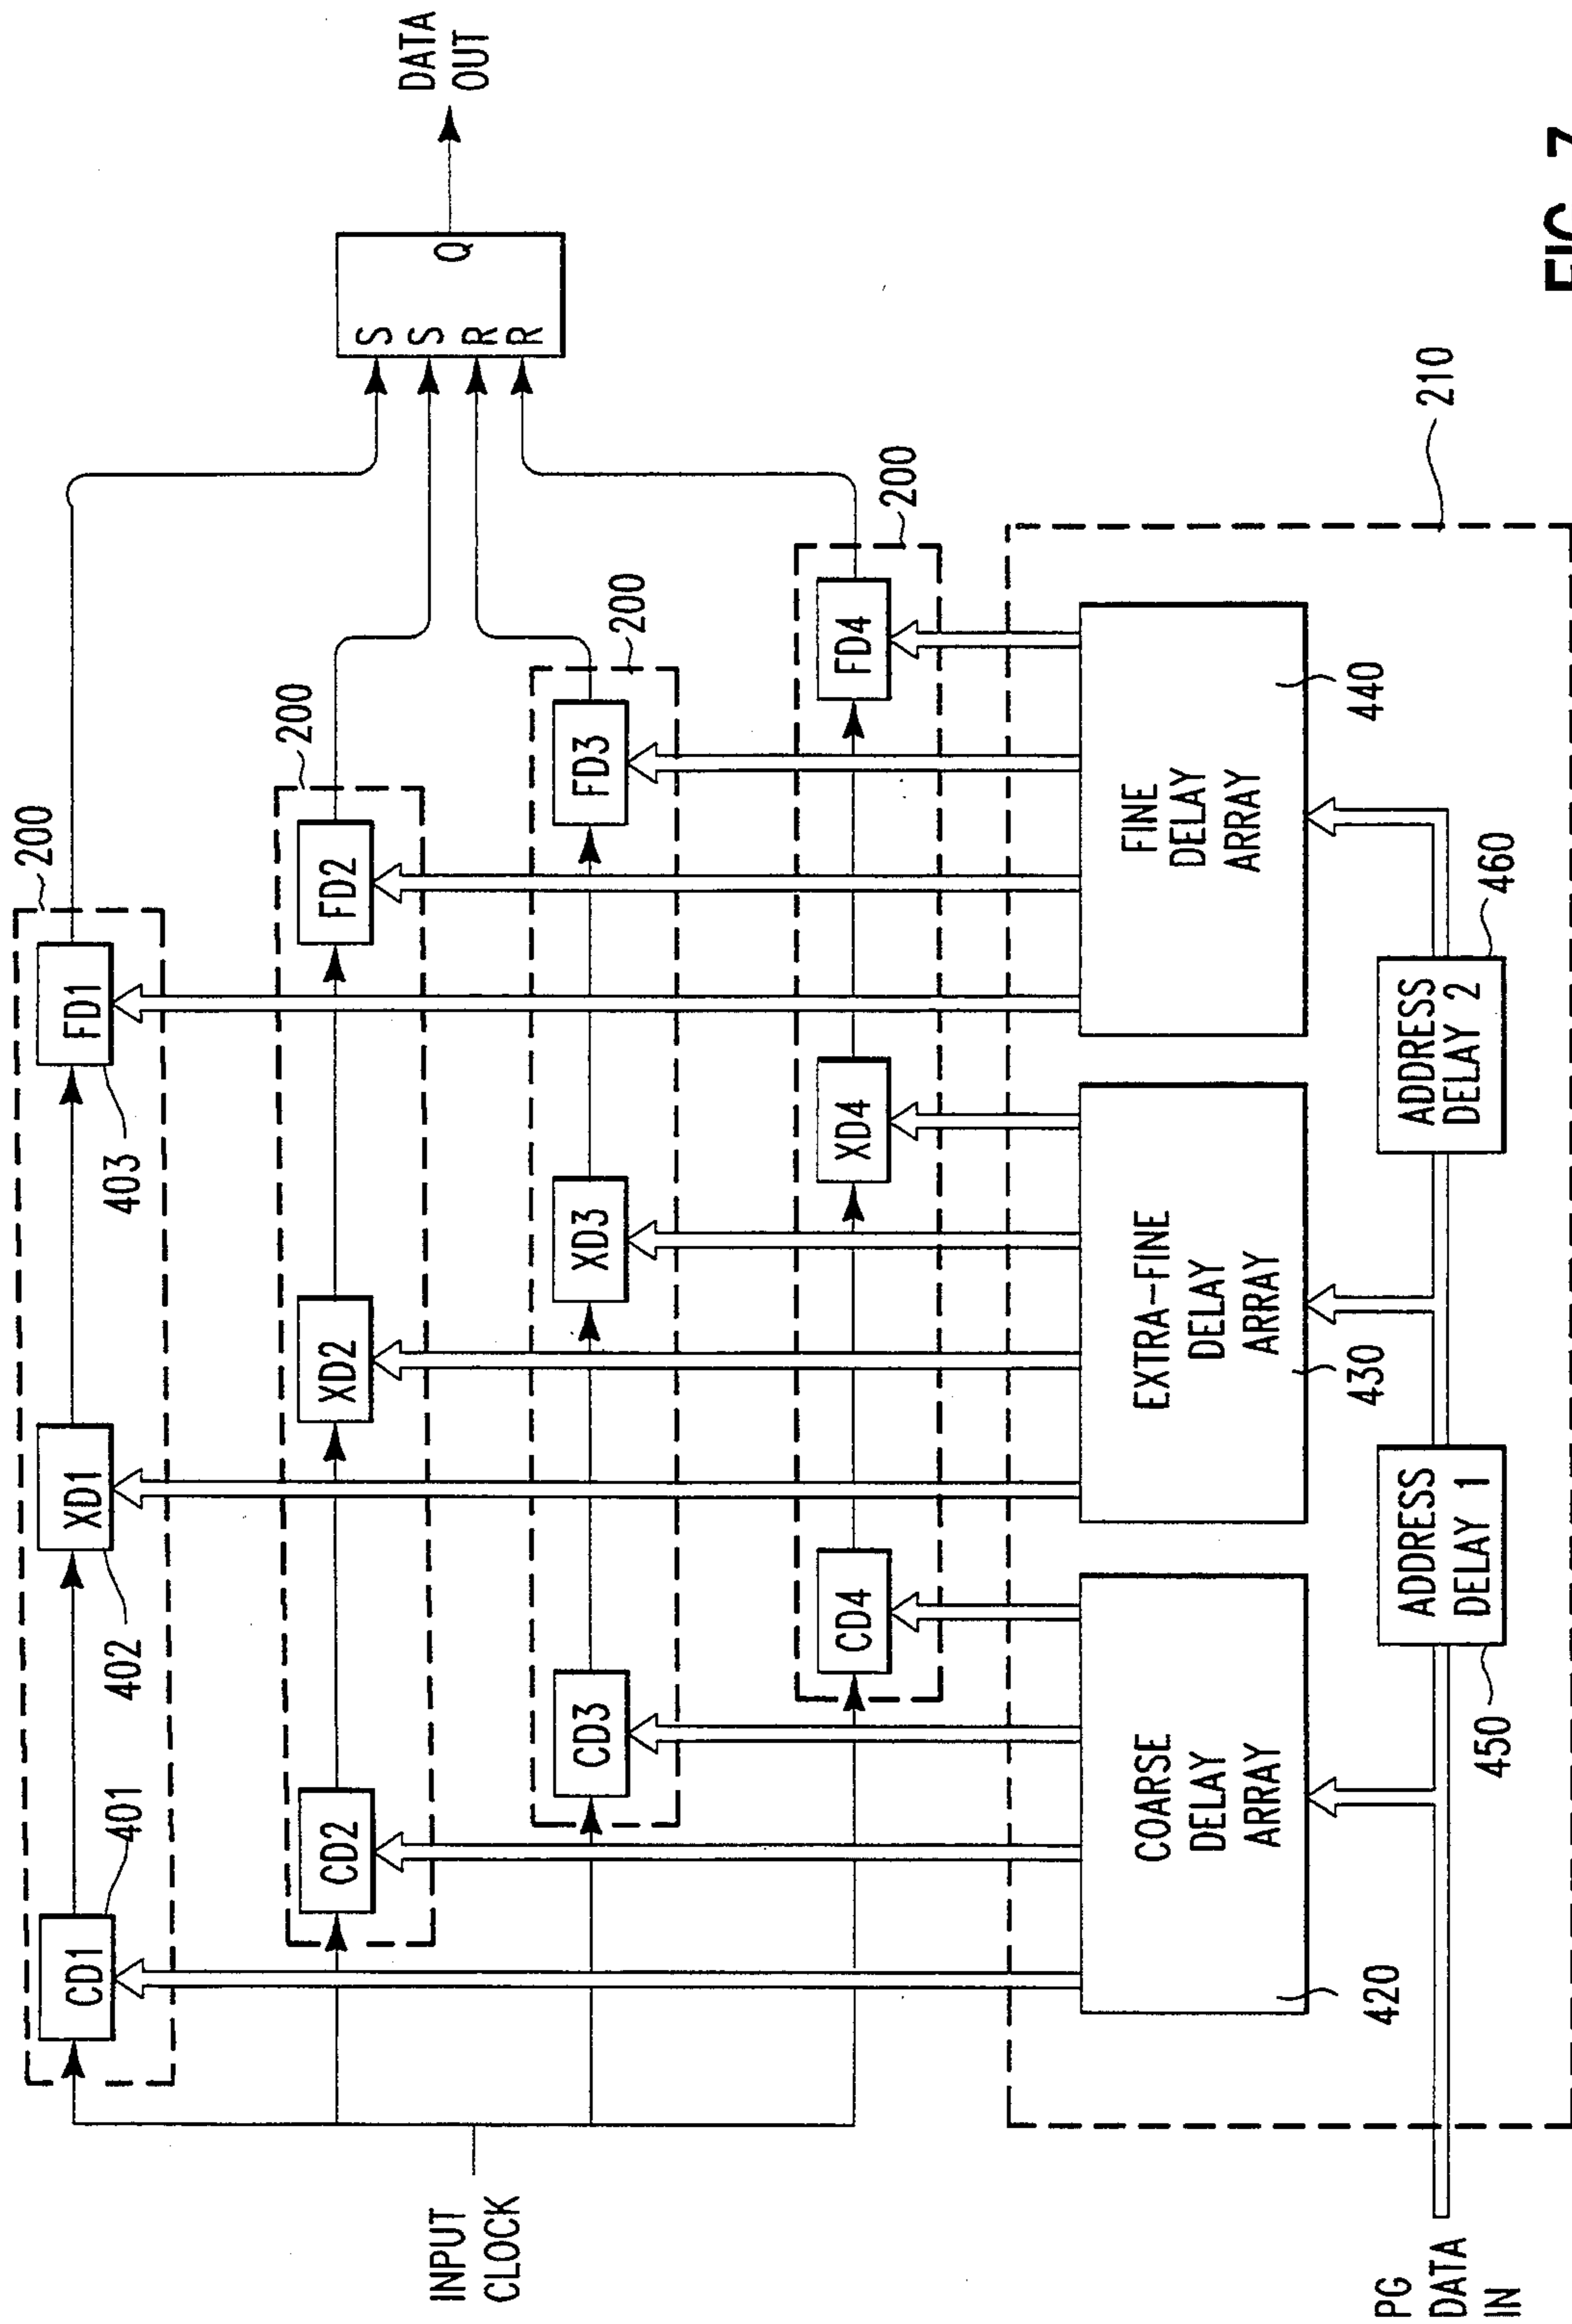 200
CD1
XD1
FD1
401
402
403
200
CD2
XD2
FD2
200
CD3
XD3
FD3
200
CD4
XD4
FD4
INPUT
CLOCK
S
S
R
R
Q
DATA
OUT
210
COARSE
DELAY
ARRAY
420
EXTRA-FINE
DELAY
ARRAY
430
FINE
DELAY
ARRAY
440
PG
DATA
IN
ADDRESS
DELAY 1
450
ADDRESS
DELAY 2
460